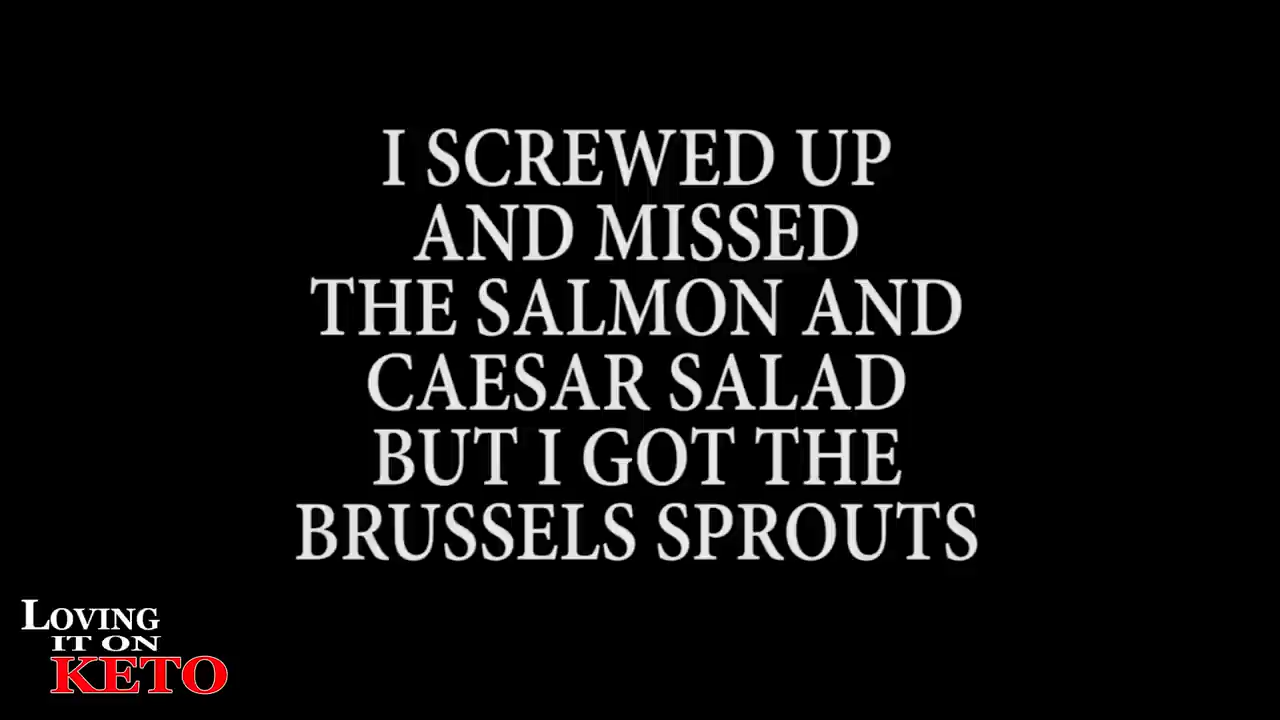 I SCREWED UP
AND MISSED
THE SALMON AND
CAESAR SALAD
BUT I GOT THE
BRUSSELS SPROUTS
LOVING
IT ON
KETO